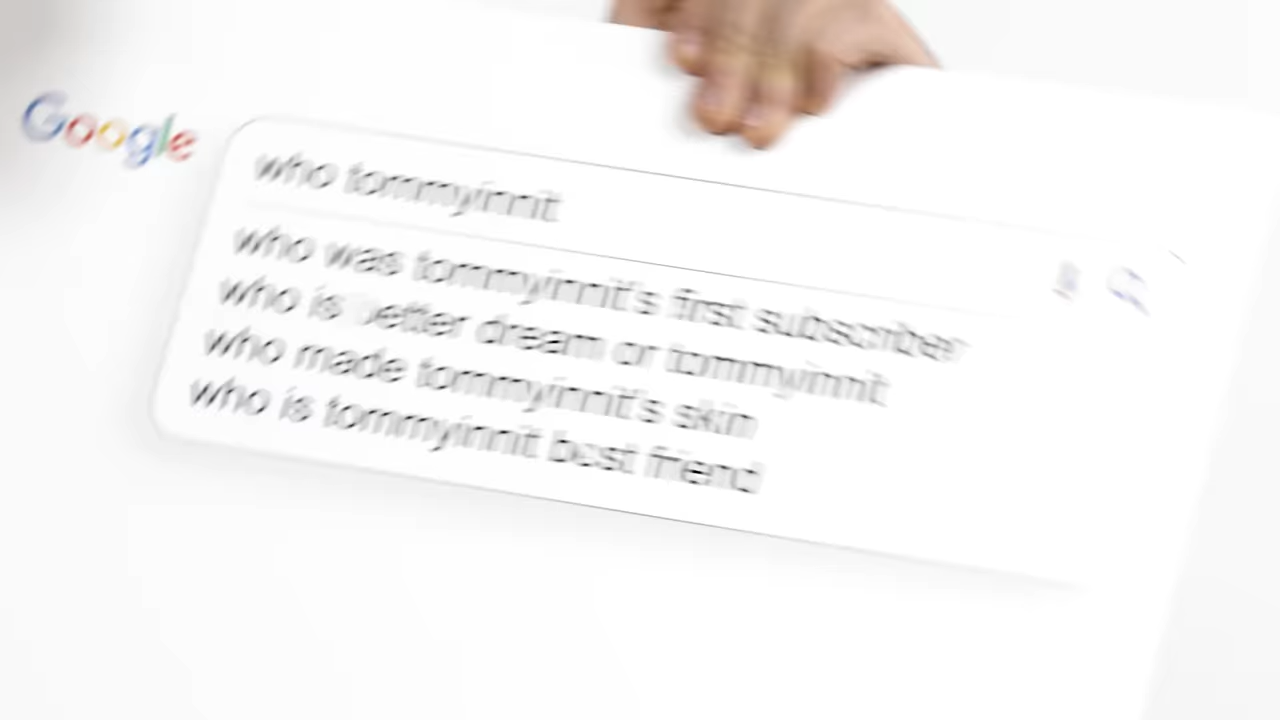 Google
who tommyinnit
who was tommyinnit's first subscriber
who is better dream or tommyinnit
who made tommyinnit's skin
who is tommyinnit best friend